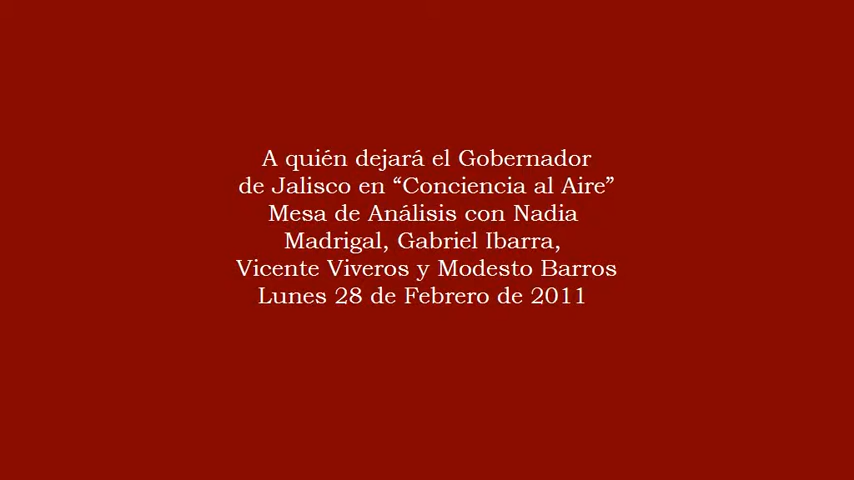 A quién dejará el Gobernador
de Jalisco en “Conciencia al Aire”
Mesa de Análisis con Nadia
Madrigal, Gabriel Ibarra,
Vicente Viveros y Modesto Barros
Lunes 28 de Febrero de 2011